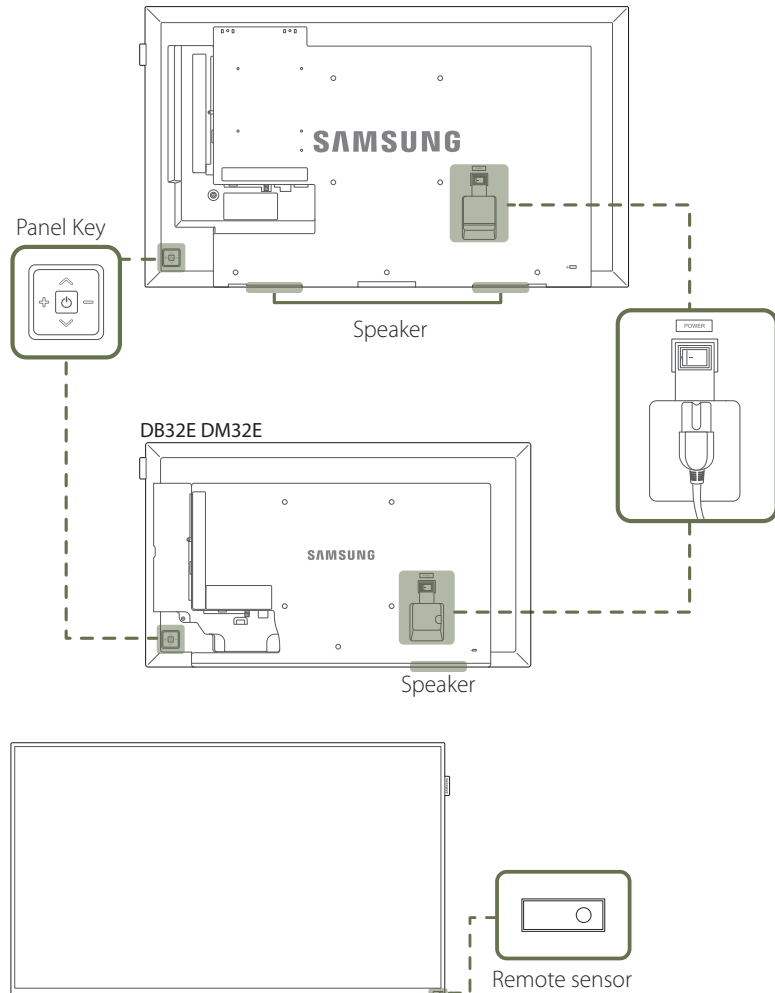 SAMSUNG
Panel Key
Speaker
POWER
DB32E DM32E
SAMSUNG
Speaker
Remote sensor